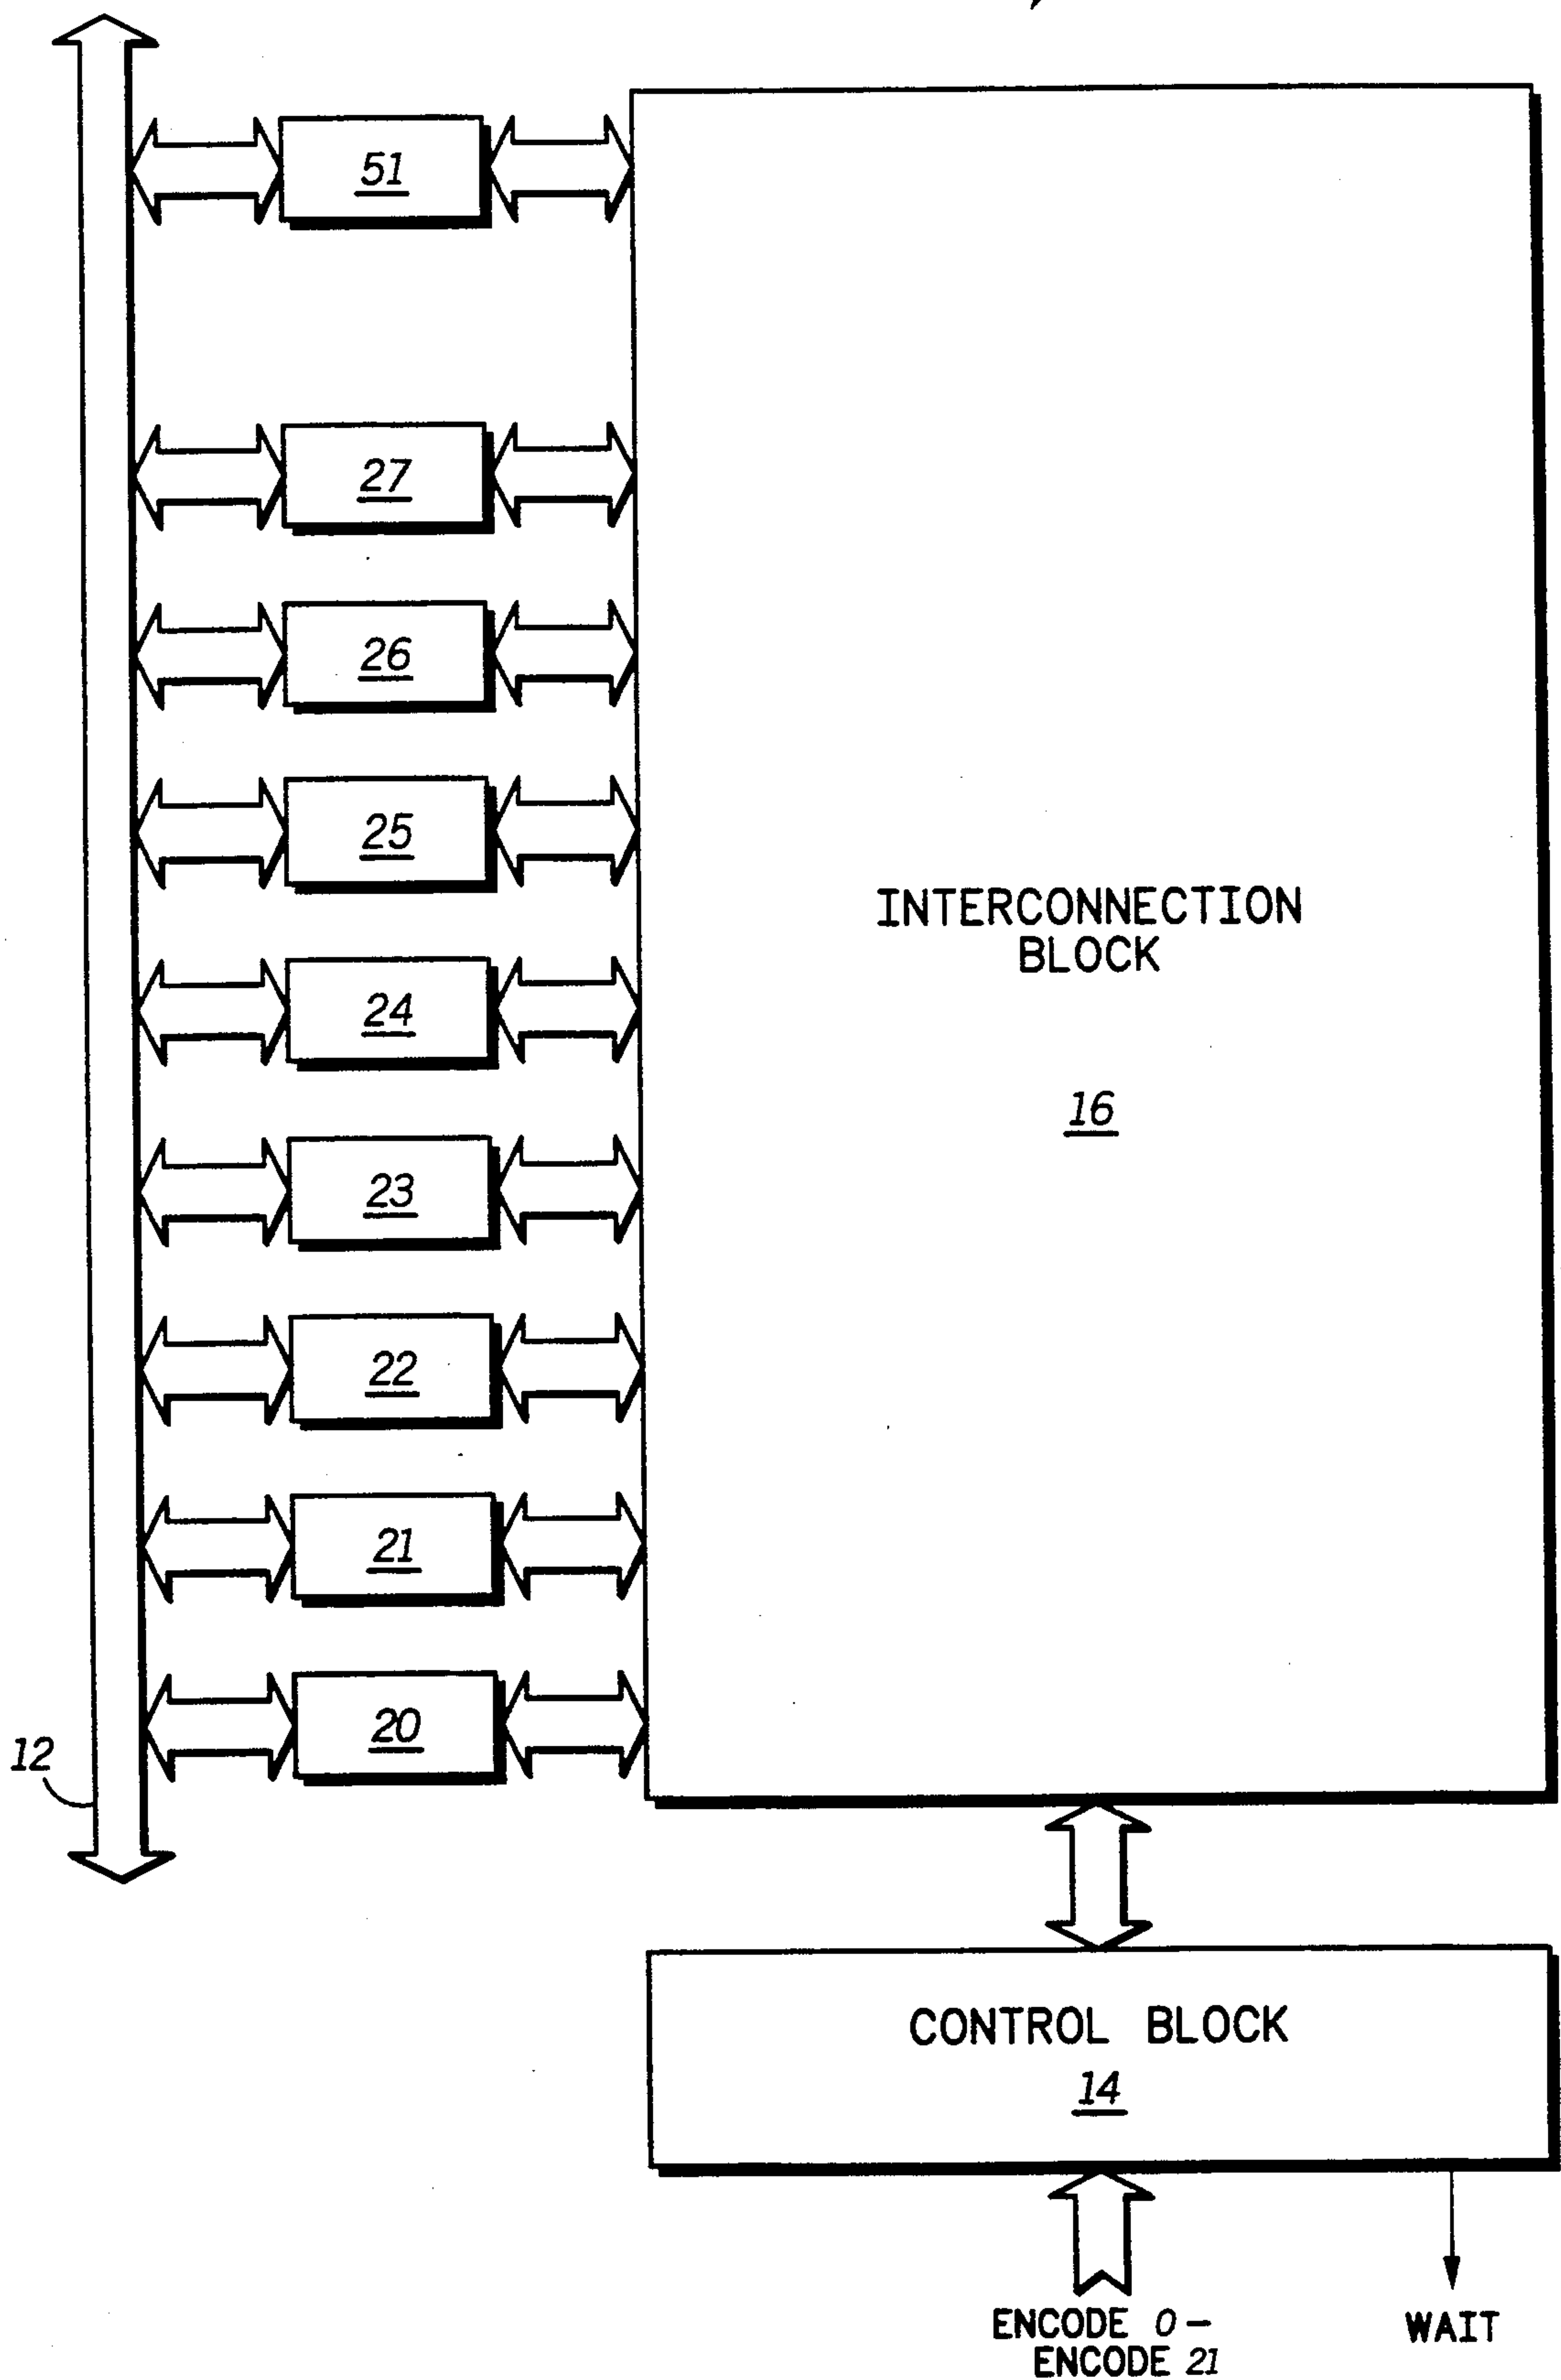 51
27
26
25
INTERCONNECTION
BLOCK
24
16
23
22
21
20
12
CONTROL BLOCK
14
ENCODE 0-
ENCODE 21
WAIT